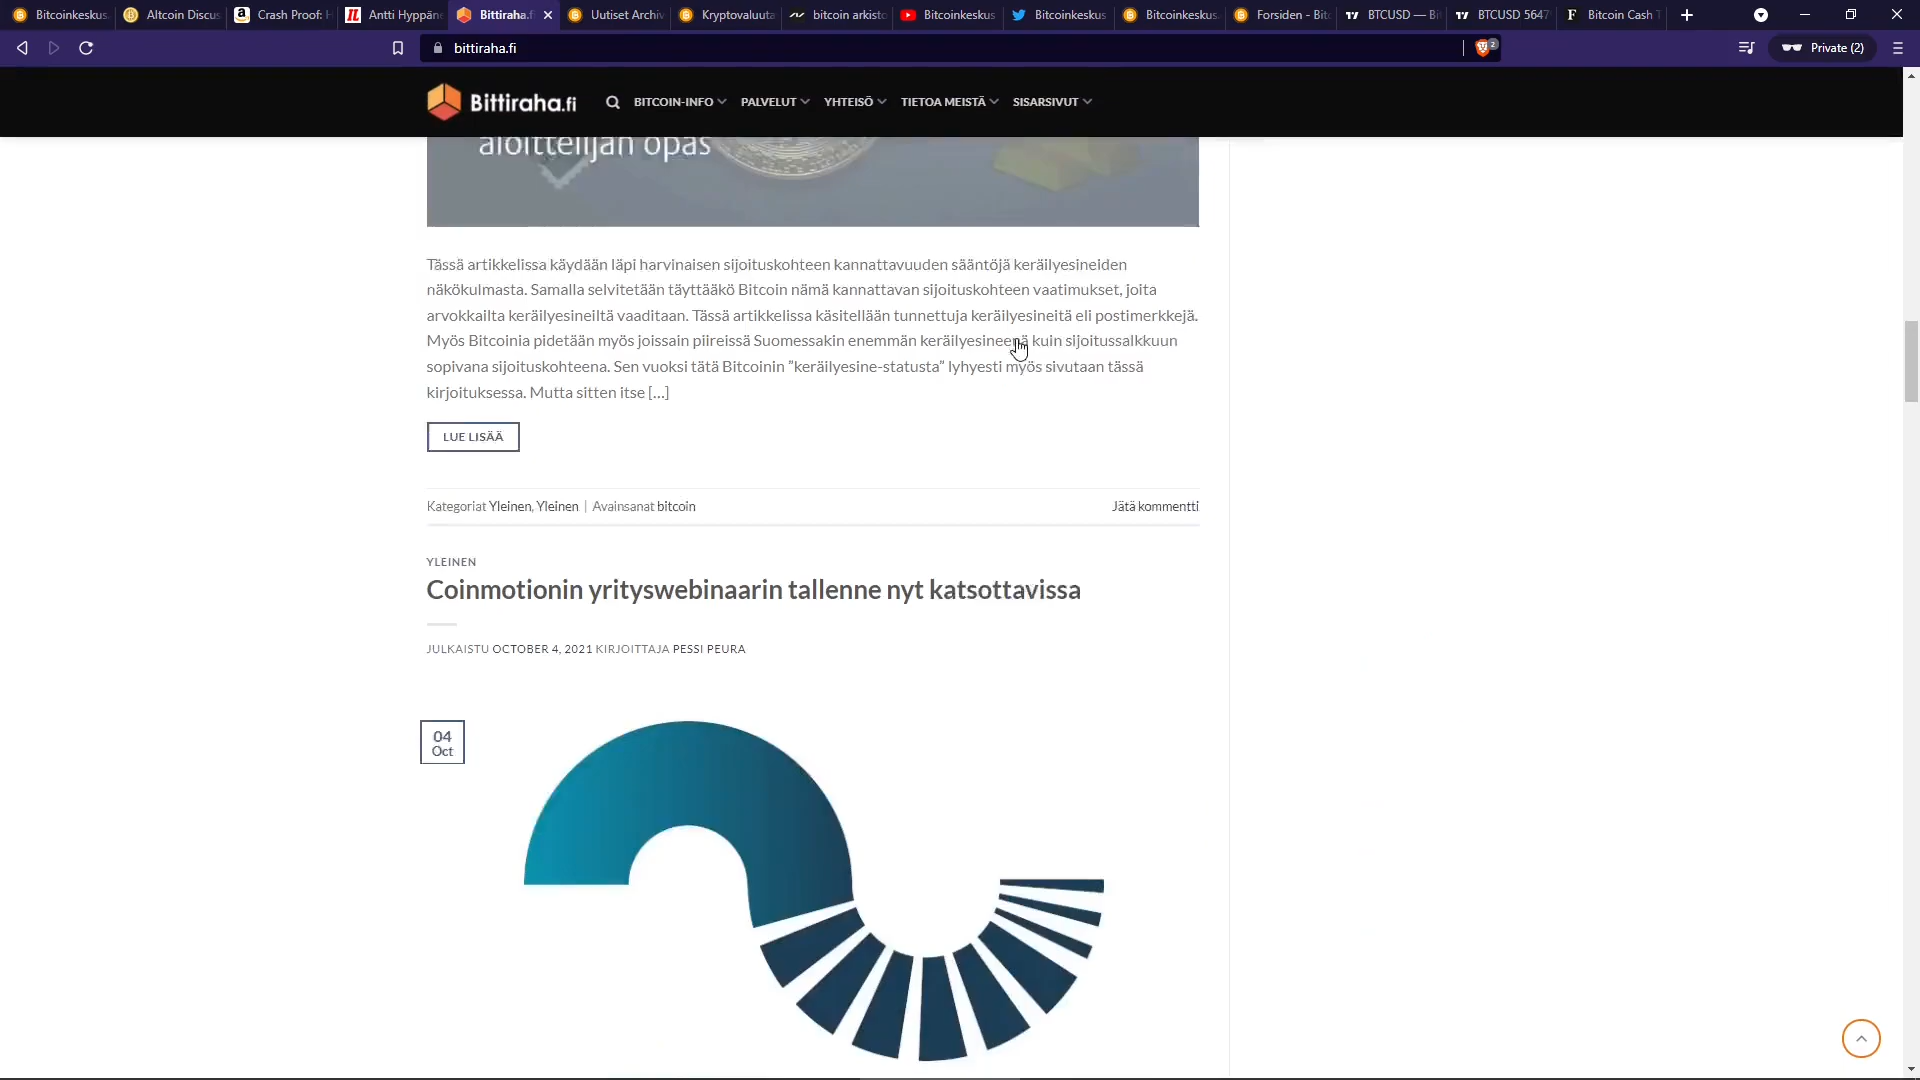 Bitcoinkeskus
Altcoin Discus
Crash Proof: H
Antti Hyppäne
Bittiraha.f
Uutiset Archiv
Kryptovaluuta
bitcoin arkisto
Bitcoinkeskus
Bitcoinkeskus
Bitcoinkeskus.
Forsiden - Bitc
BTCUSD — Bi
BTCUSD 5647
Bitcoin Cash T
bittiraha.fi
2
Private (2)
Bittiraha.fi
BITCOIN-INFO
PALVELUT
YHTEISÖ
TIETOA MEISTÄ
SISARSIVUT
aloittelijan opas
Tässä artikkelissa käydään läpi harvinaisen sijoituskohteen kannattavuuden sääntöjä keräilyesineiden
näkökulmasta. Samalla selvitetään täyttääkö Bitcoin nämä kannattavan sijoituskohteen vaatimukset, joita
arvokkailta keräilyesineiltä vaaditaan. Tässä artikkelissa käsitellään tunnettuja keräilyesineitä eli postimerkkejä.
Myös Bitcoinia pidetään myös joissain piireissä Suomessakin enemmän keräilyesineenä kuin sijoitussalkkuun
sopivana sijoituskohteena. Sen vuoksi tätä Bitcoinin ”keräilyesine-statusta” lyhyesti myös sivutaan tässä
kirjoituksessa. Mutta sitten itse [...]
LUE LISÄÄ
Kategoriat Yleinen, Yleinen | Avainsanat bitcoin
Jätä kommentti
YLEINEN
Coinmotionin yrityswebinaarin tallenne nyt katsottavissa
JULKAISTU OCTOBER 4, 2021 KIRJOITTAJA PESSI PEURA
04
Oct